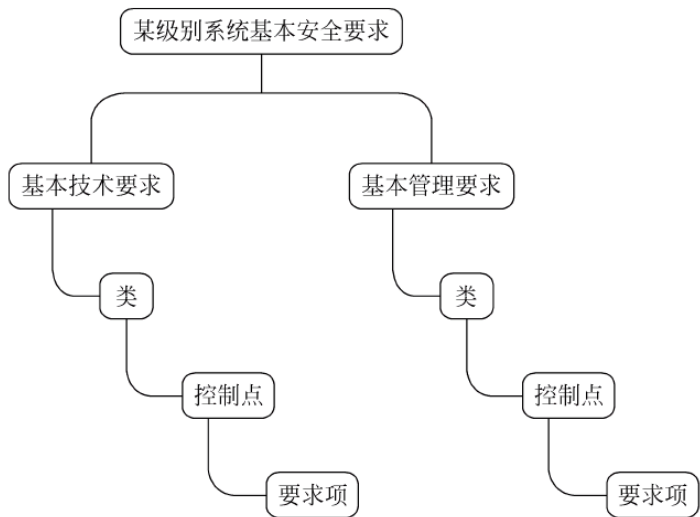 某级别系统基本安全要求
基本技术要求
基本管理要求
类
类
控制点
控制点
要求项
要求项